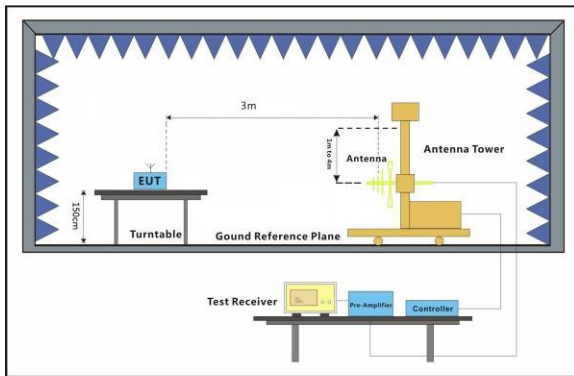 3m
1m to 4m
Antenna
Antenna Tower
EUT
150cm
Turntable
Gound Reference Plane
Test Receiver
Pre-Amplifier
Controller